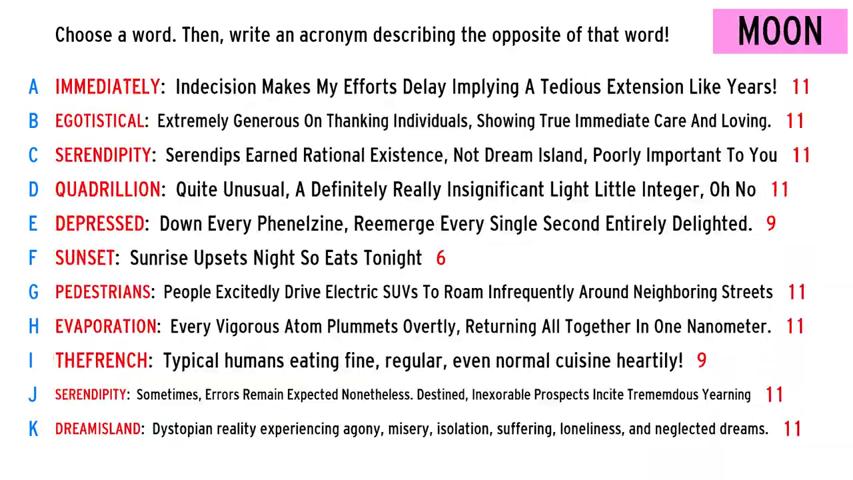 Choose a word. Then, write an acronym describing the opposite of that word!
MOON
A IMMEDIATELY: Indecision Makes My Efforts Delay Implying A Tedious Extension Like Years! 11
B EGOTISTICAL: Extremely Generous On Thanking Individuals, Showing True Immediate Care And Loving. 11
C SERENDIPITY: Serendips Earned Rational Existence, Not Dream Island, Poorly Important To You 11
D QUADRILLION: Quite Unusual, A Definitely Really Insignificant Light Little Integer, Oh No 11
E DEPRESSED: Down Every Phenelzine, Reemerge Every Single Second Entirely Delighted. 9
F SUNSET: Sunrise Upsets Night So Eats Tonight 6
G PEDESTRIANS: People Excitedly Drive Electric SUVs To Roam Infrequently Around Neighboring Streets 11
H EVAPORATION: Every Vigorous Atom Plummets Overtly, Returning All Together In One Nanometer. 11
I THEFRENCH: Typical humans eating fine, regular, even normal cuisine heartily! 9
J SERENDIPITY: Sometimes, Errors Remain Expected Nonetheless. Destined, Inexorable Prospects Incite Trememdous Yearning 11
K DREAMISLAND: Dystopian reality experiencing agony, misery, isolation, suffering, loneliness, and neglected dreams. 11